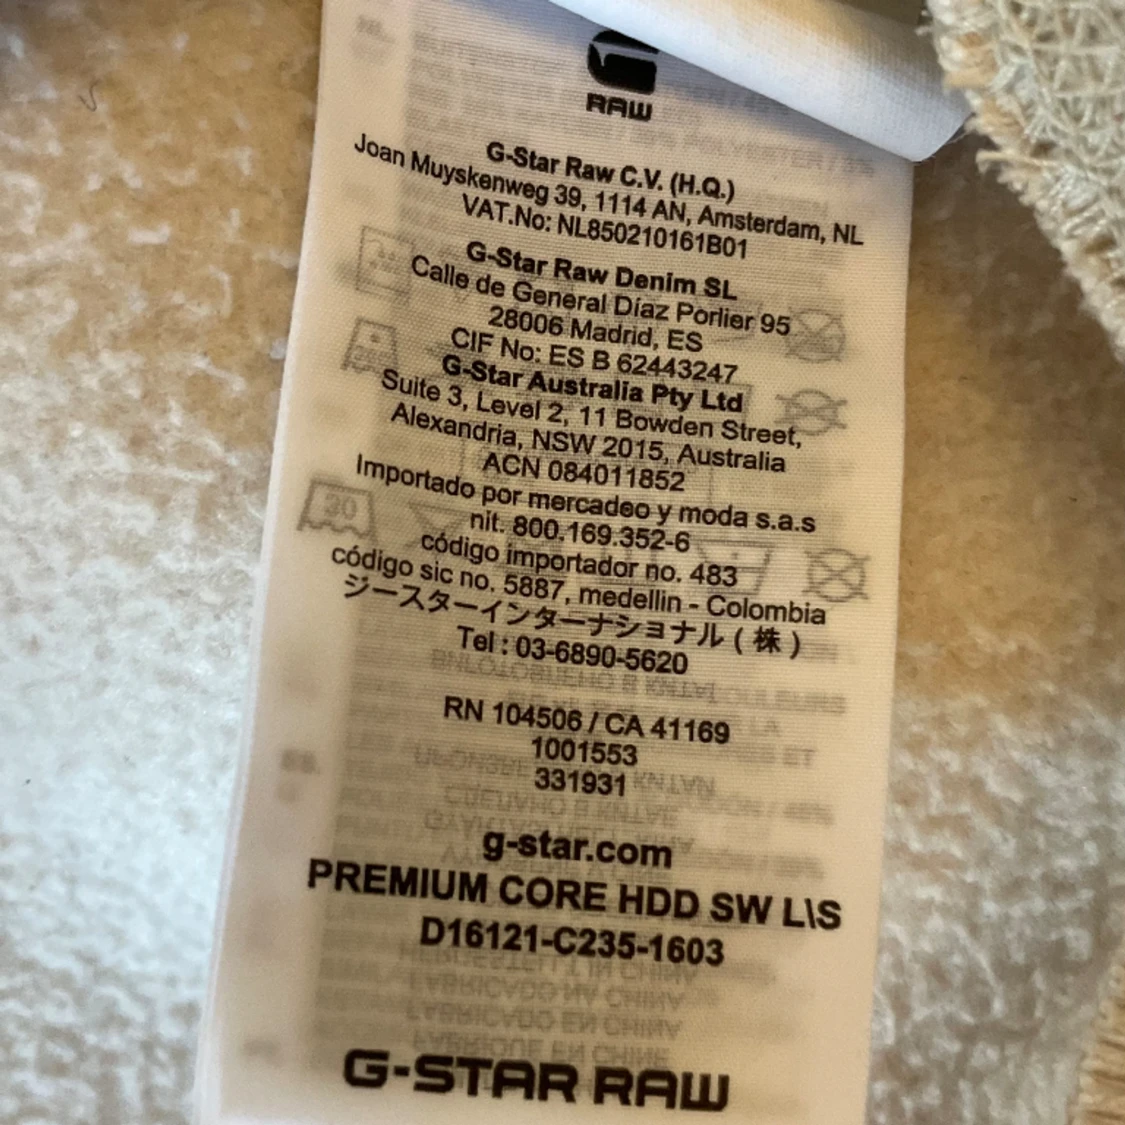 RAW
G-Star Raw C.V. (H.Q.)
Joan Muyskenweg 39, 1114 AN, Amsterdam, NL
VAT.No: NL850210161B01
G-Star Raw Denim SL
Calle de General Díaz Porlier 95
28006 Madrid, ES
CIF No: ES B 62443247
G-Star Australia Pty Ltd
Suite 3, Level 2, 11 Bowden Street,
Alexandria, NSW 2015, Australia
ACN 084011852
Importado por mercadeo y moda s.a.s
nit. 800.169.352-6
código importador no. 483
código sic no. 5887, medellin - Colombia
ジースターインターナショナル ( 株 )
Tel : 03-6890-5620
RN 104506 / CA 41169
1001553
331931
g-star.com
PREMIUM CORE HDD SW L\S
D16121-C235-1603
G-STAR RAW